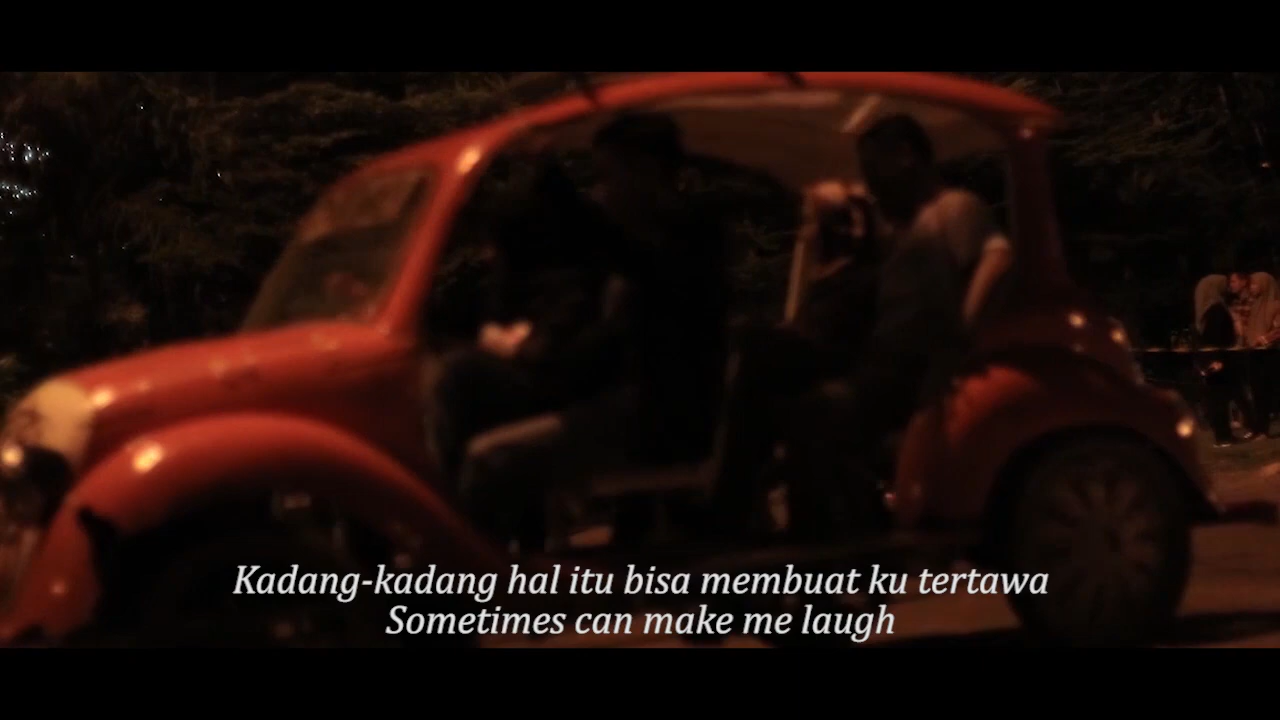 Kadang-kadang hal itu bisa membuat ku tertawa
Sometimes can make me laugh